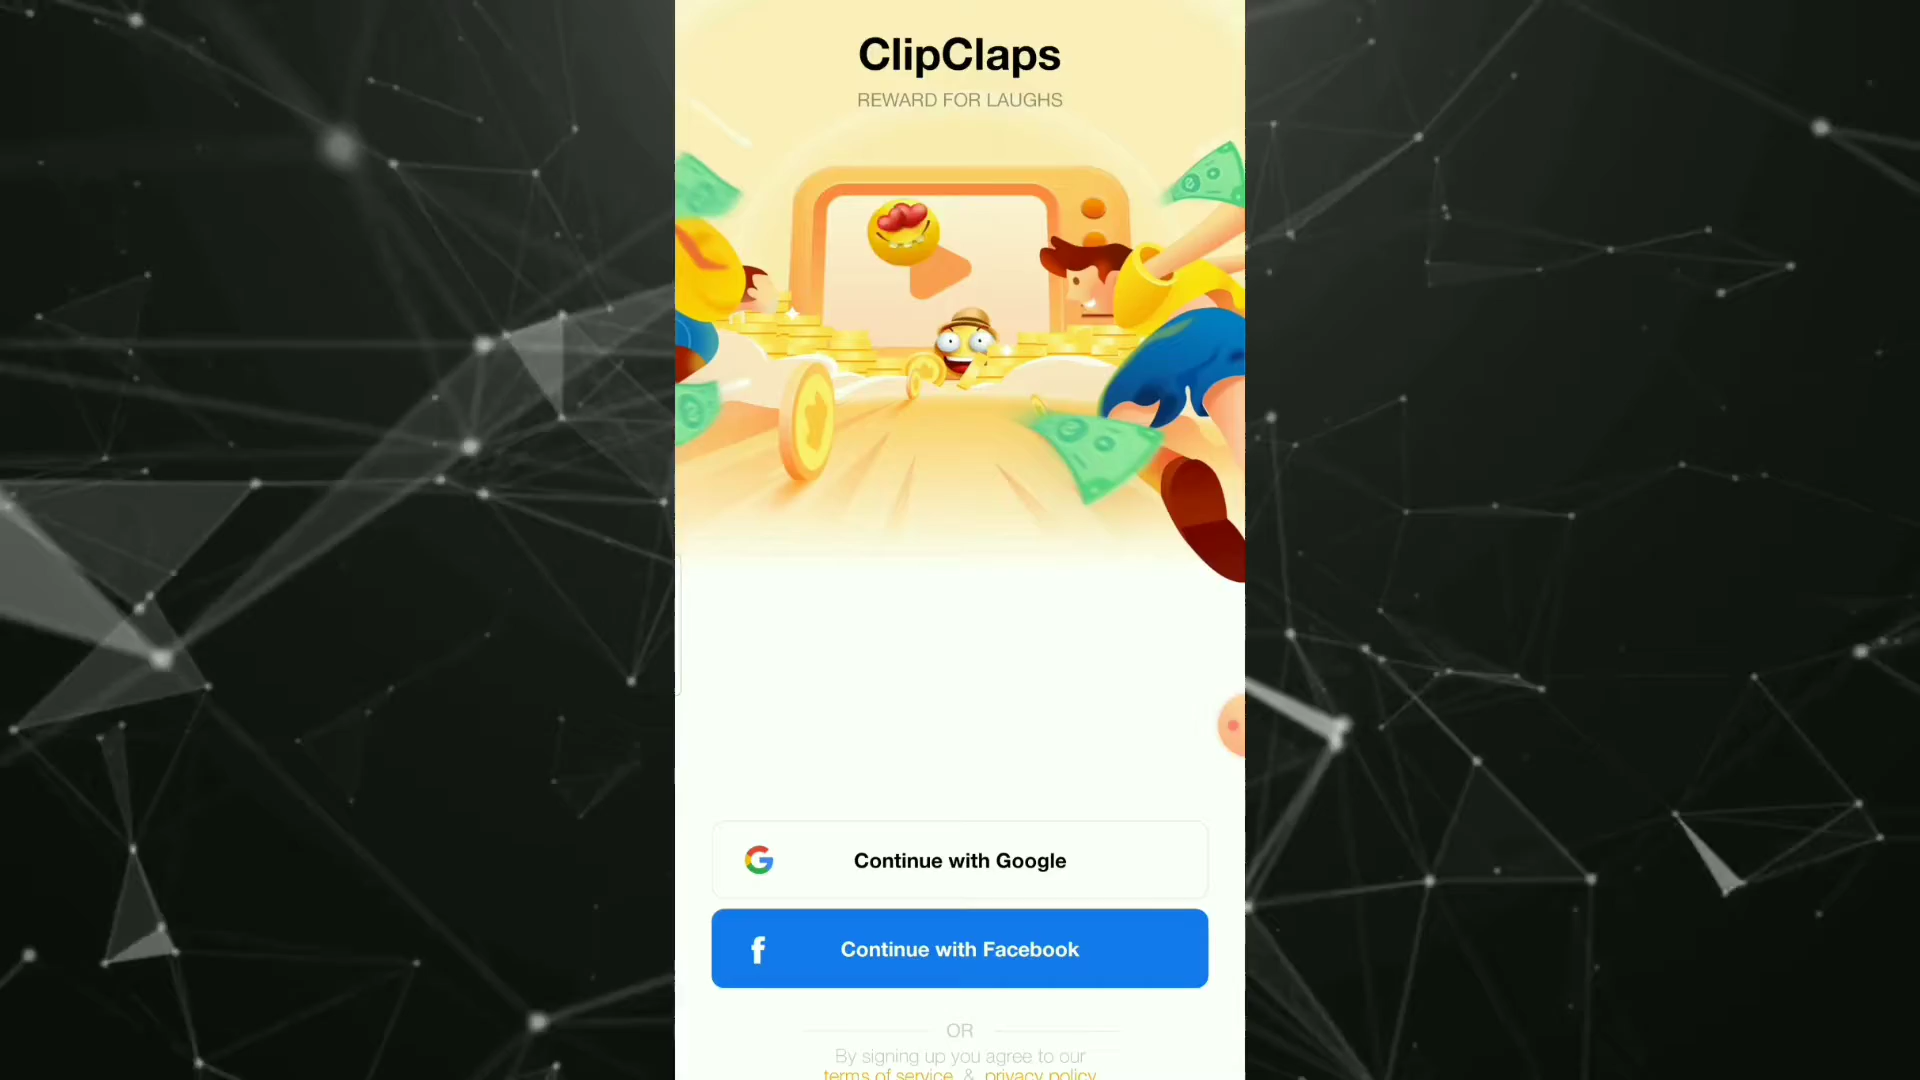 ClipClaps
REWARD FOR LAUGHS
Continue with Google
Continue with Facebook
OR
By signing up you agree to our
terms of service & privacy policy